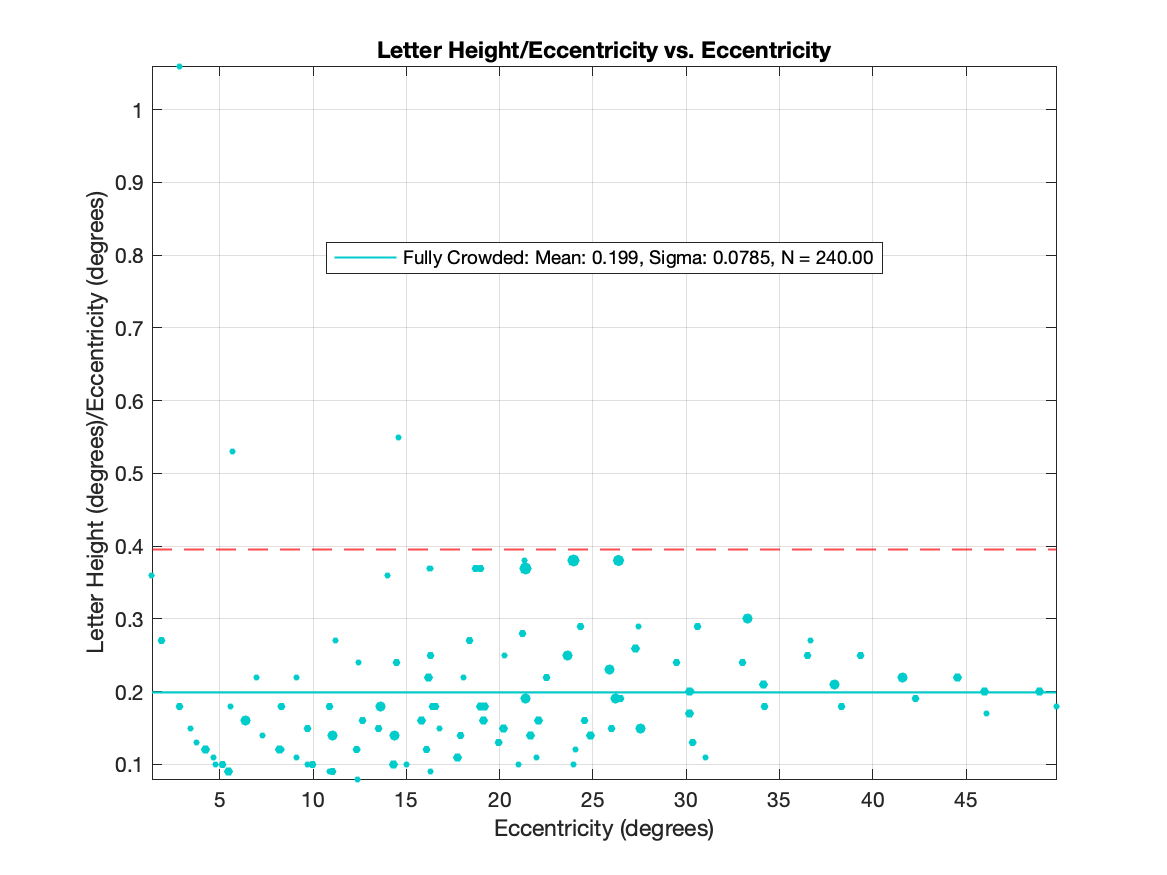 Letter Height/Eccentricity vs. Eccentricity
Letter Height (degrees)/Eccentricity (degrees)
1
0.9
0.8
0.7
0.6
0.5
0.4
0.3
0.2
0.1
Fully Crowded: Mean: 0.199, Sigma: 0.0785, N = 240.00
5 10 15 20 25 30 35 40 45
Eccentricity (degrees)